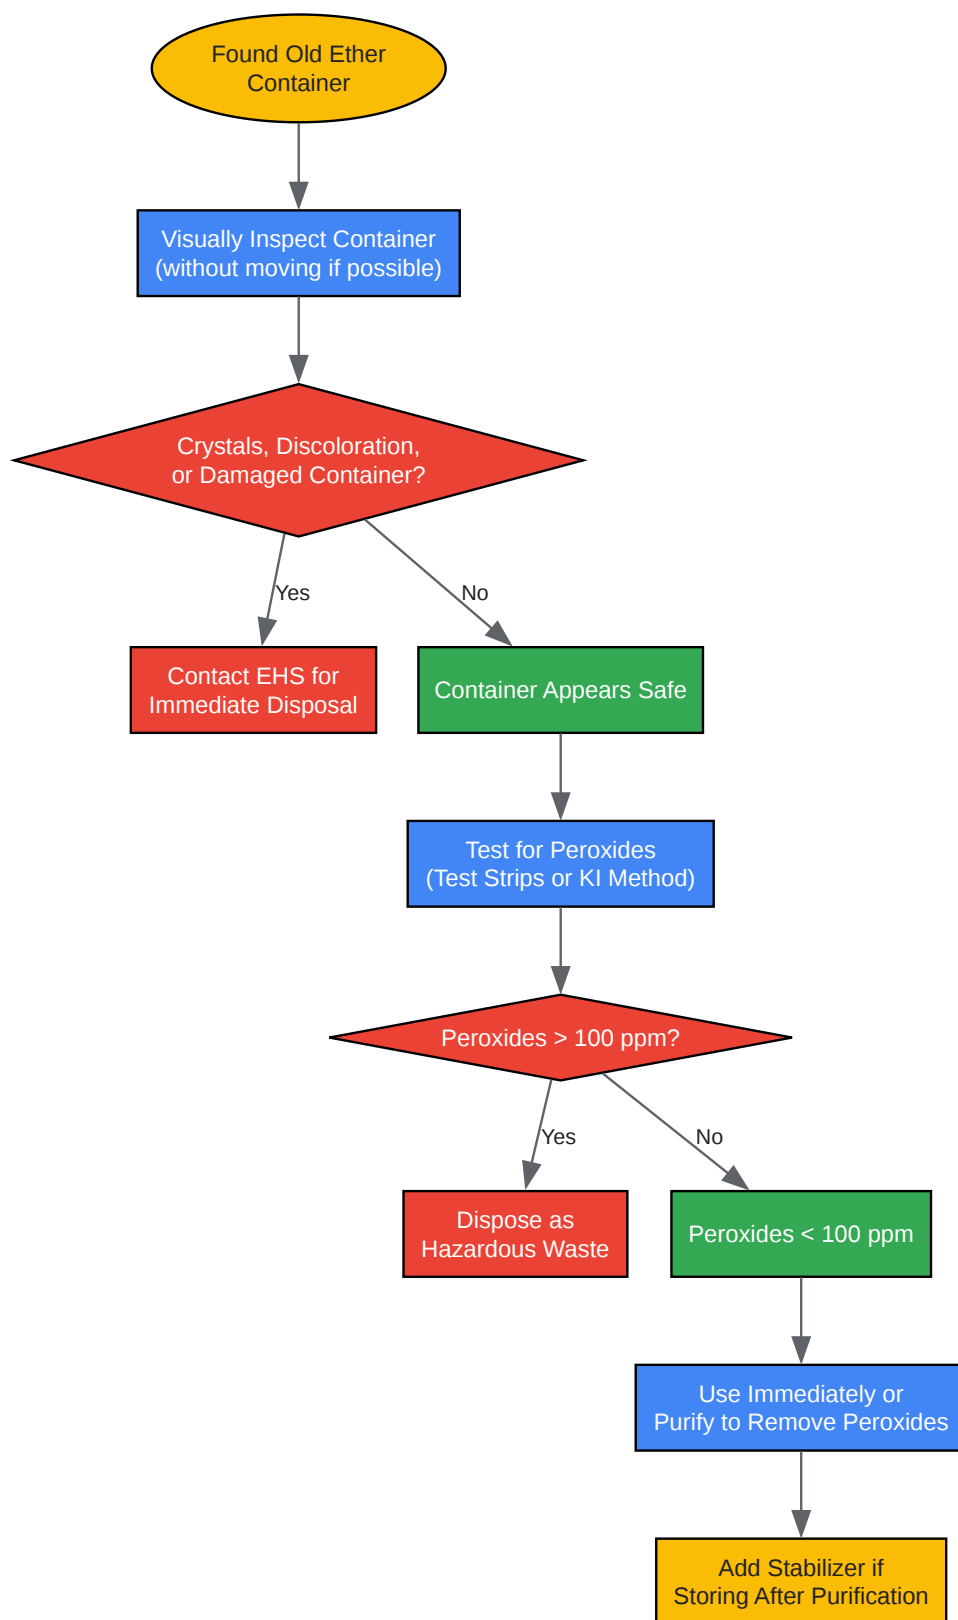 Found Old Ether
Container
Visually Inspect Container
(without moving if possible)
Crystals, Discoloration,
or Damaged Container?
Yes
No
Contact EHS for
Immediate Disposal
Container Appears Safe
Test for Peroxides
(Test Strips or KI Method)
Peroxides > 100 ppm?
Yes
No
Dispose as
Hazardous Waste
Peroxides < 100 ppm
Use Immediately or
Purify to Remove Peroxides
Add Stabilizer if
Storing After Purification